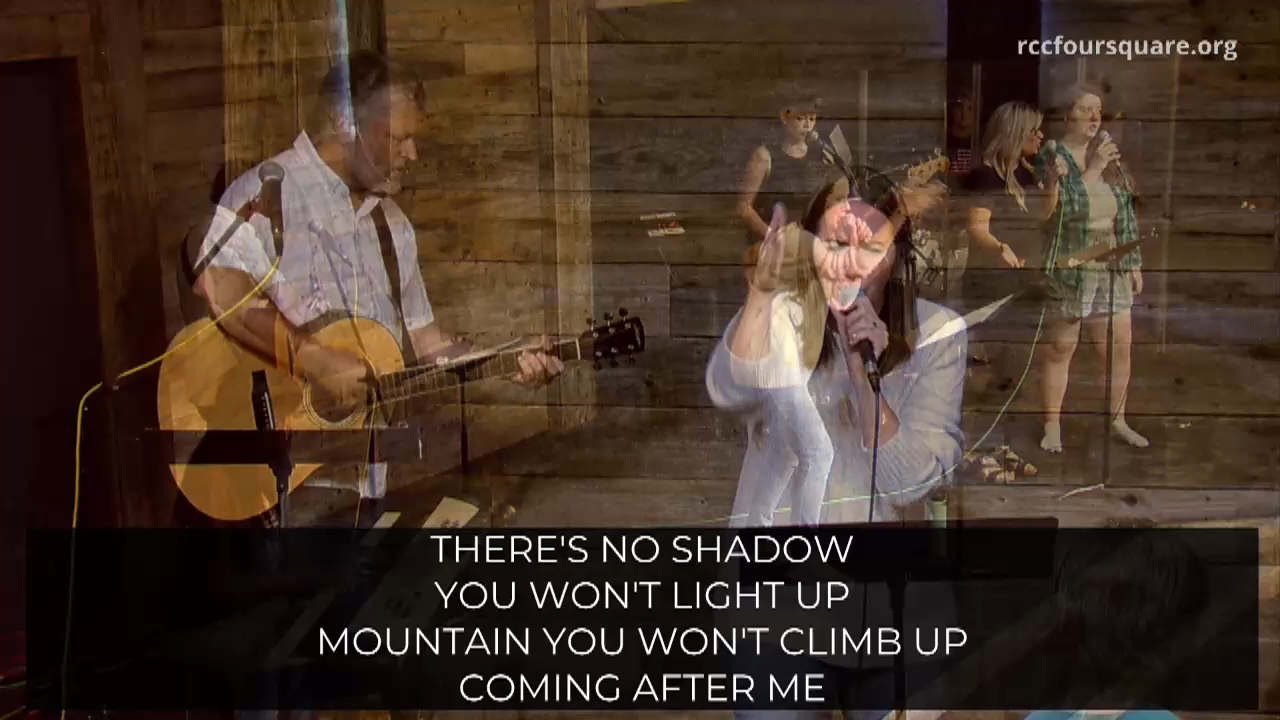 rccfoursquare.org
THERE'S NO SHADOW
YOU WON'T LIGHT UP
MOUNTAIN YOU WON'T CLIMB UP
COMING AFTER ME